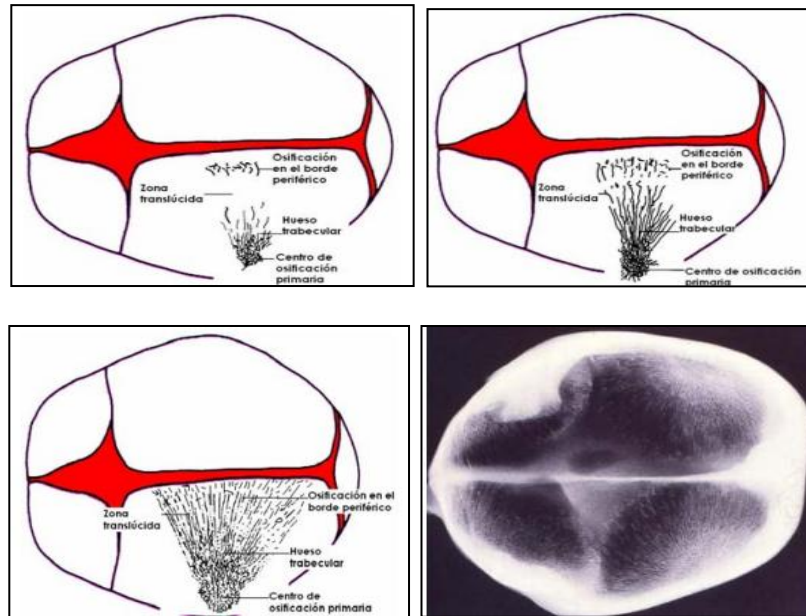 Osificación
en el borde
periférico
Zona
translúcida
Hueso
trabecular
Centro de
osificación
primaria
Osificación
en el borde
periférico
Zona
translúcida
Hueso
trabecular
Centro de osificación
primaria
Osificación en el
borde periférico
Zona
translúcida
Hueso
trabecular
Centro de
osificación primaria